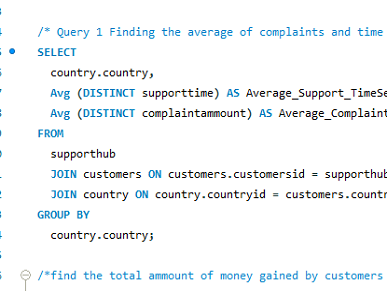 /* Query 1 Finding the average of complaints and time
SELECT
country.country,
Avg (DISTINCT supporttime) AS Average_Support_TimeSe
Avg (DISTINCT complaintammount) AS Average_Complaint
FROM
supporthub
JOIN customers ON customers.customersid = supporthub
JOIN country ON country.countryid = customers.countr
GROUP BY
country.country;
/*find the total ammount of money gained by customers